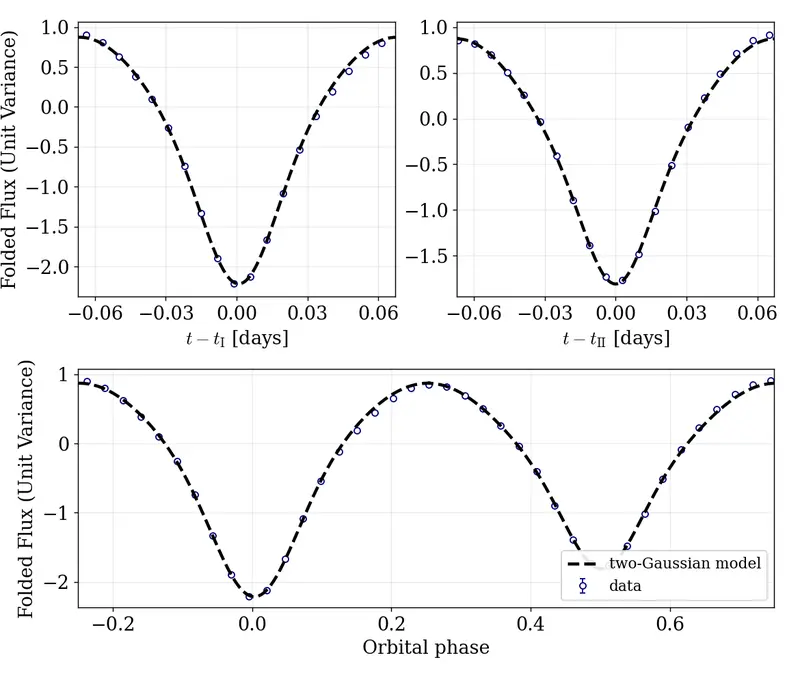 Folded Flux (Unit Variance)
1.0
0.5
0.0
−0.5
−1.0
−1.5
−2.0
−0.06 −0.03 0.00 0.03 0.06
t − tI [days]
1.0
0.5
0.0
−0.5
−1.0
−1.5
−0.06 −0.03 0.00 0.03 0.06
t − tII [days]
Folded Flux (Unit Variance)
1
0
−1
−2
two-Gaussian model
data
−0.2 0.0 0.2 0.4 0.6
Orbital phase